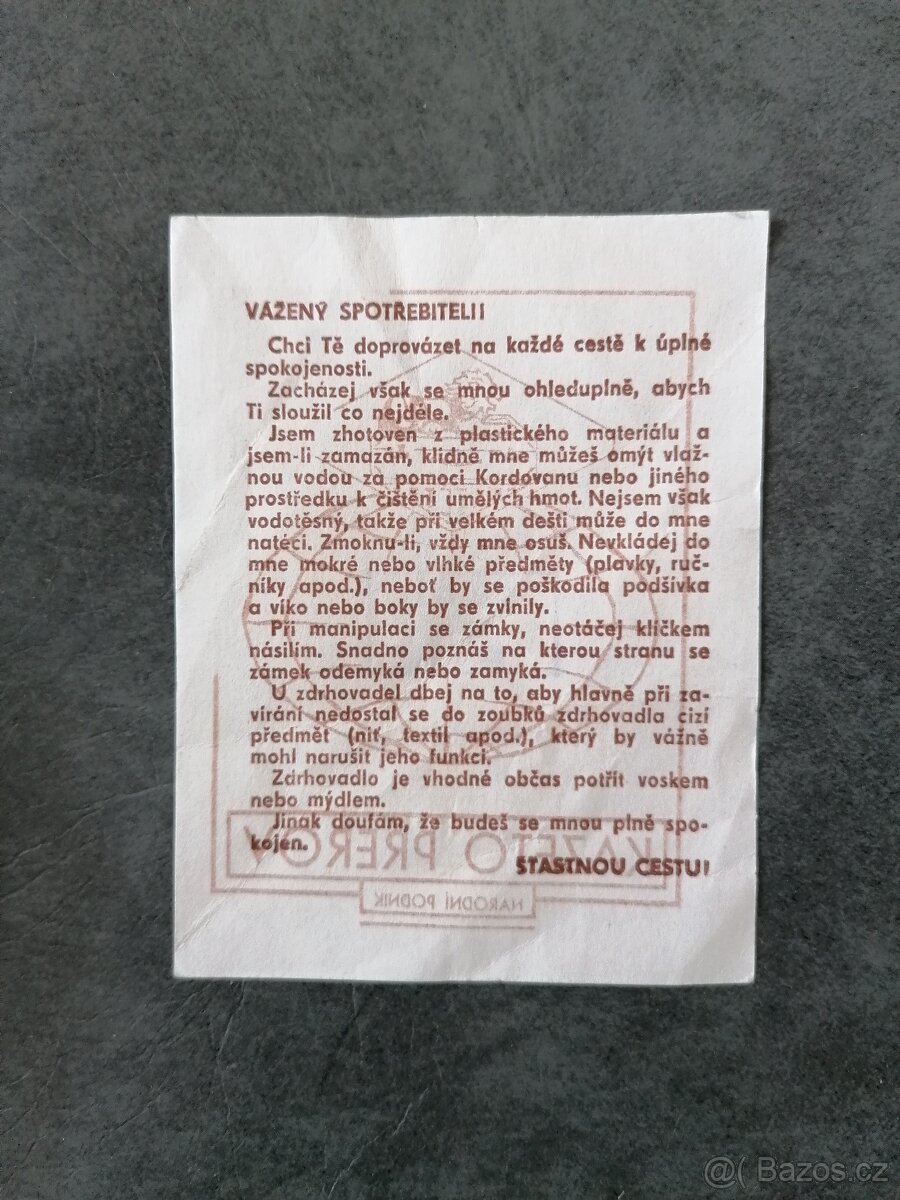 VÁŽENÝ SPOTŘEBITELI!
Chci Tě doprovázet na každé cestě k úplné
spokojenosti.
Zacházej však se mnou ohleduplně, abych
Ti sloužil co nejdéle.
Jsem zhotoven z plastického materiálu a
jsem-li zamazán, klidně mne můžeš omýt vlaž-
nou vodou za pomoci Kordovanu nebo jiného
prostředku k čištění umělých hmot. Nejsem však
vodotěsný, takže při velkém dešti může do mne
natéci. Zmoknu-li, vždy mne osuš. Nevkládej do
mne mokré nebo vlhké předměty (plavky, ruč-
níky apod.), neboť by se poškodila podšívka
a víko nebo boky by se zvlnily.
Při manipulaci se zámky, neotáčej klíčkem
násilím. Snadno poznáš na kterou stranu se
zámek odemyká nebo zamyká.
U zdrhovadel dbej na to, aby hlavně při za-
vírání nedostal se do zoubků zdrhovadla cizí
předmět (niť, textil apod.), který by vážně
mohl narušit jeho funkci.
Zdrhovadlo je vhodné občas potřít voskem
nebo mýdlem.
Jinak doufám, že budeš se mnou plně spo-
kojen.
ŠŤASTNOU CESTU!
KAZETO PŘEROV
NÁRODNÍ PODNIK
@( Bazos.cz